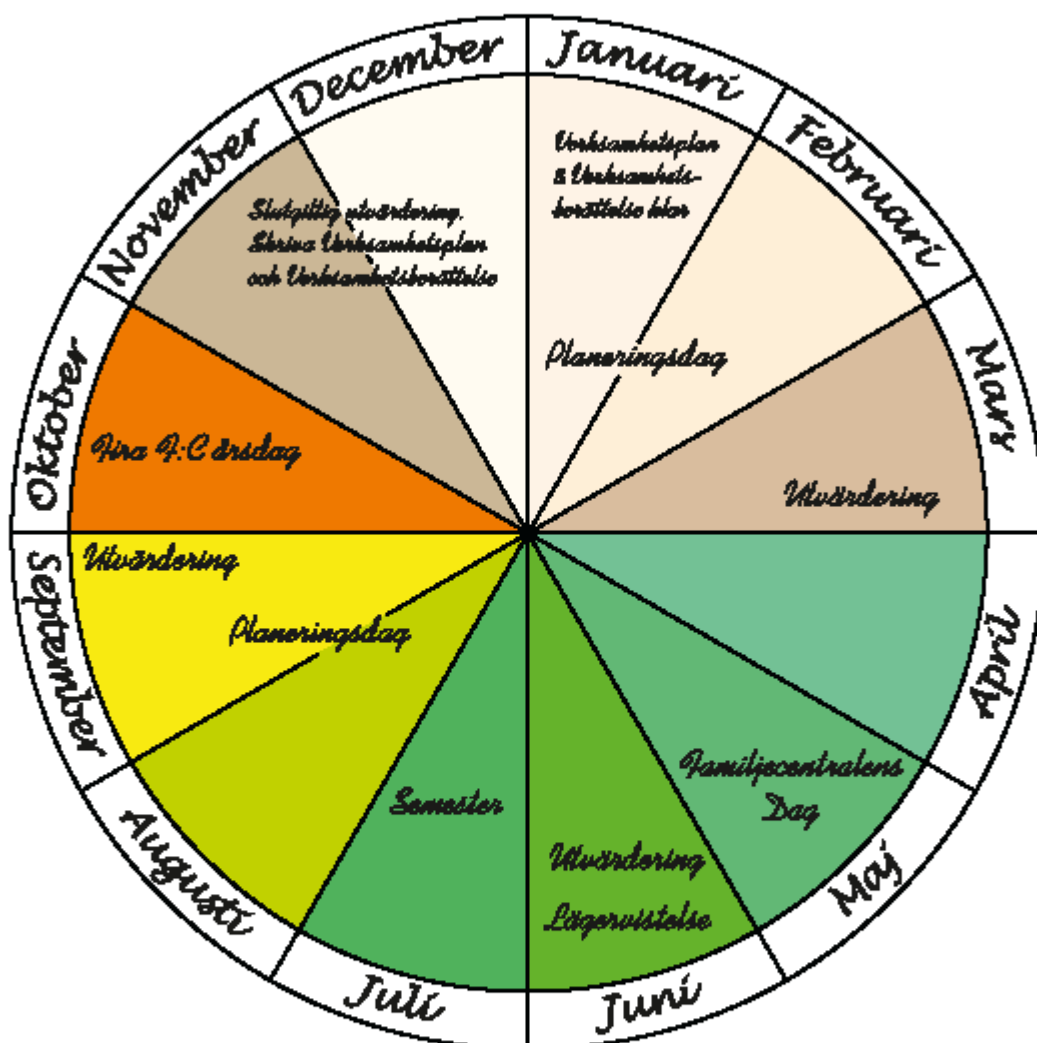 Januari
Februari
Mars
April
Maj
Juni
Juli
Augusti
September
Oktober
November
December
Verksamhetsplan
& Verksamhets-
berättelse klar
Planeringsdag
Utvärdering
Familjecentralens
Dag
Utvärdering
Lägervistelse
Semester
Planeringsdag
Utvärdering
Fira F:C årsdag
Slutgiltig utvärdering.
Skriva Verksamhetsplan
och Verksamhetsberättelse